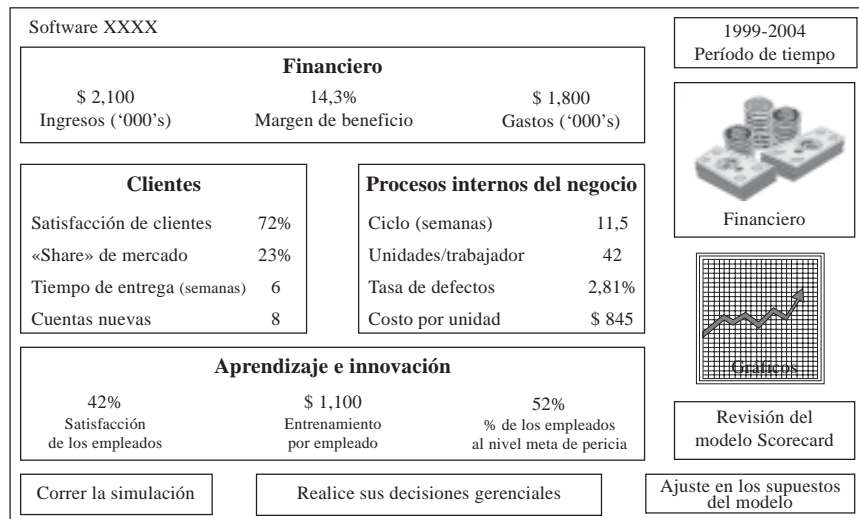 Software XXXX
1999-2004
Período de tiempo
Financiero
$ 2,100 14,3% $ 1,800
Ingresos (‘000’s) Margen de beneficio Gastos (‘000’s)
Financiero
Clientes
Satisfacción de clientes 72%
«Share» de mercado 23%
Tiempo de entrega (semanas) 6
Cuentas nuevas 8
Procesos internos del negocio
Ciclo (semanas) 11,5
Unidades/trabajador 42
Tasa de defectos 2,81%
Costo por unidad $ 845
Gráficos
Aprendizaje e innovación
42% $ 1,100 52%
Satisfacción Entrenamiento % de los empleados
de los empleados por empleado al nivel meta de pericia
Revisión del
modelo Scorecard
Correr la simulación
Realice sus decisiones gerenciales
Ajuste en los supuestos
del modelo